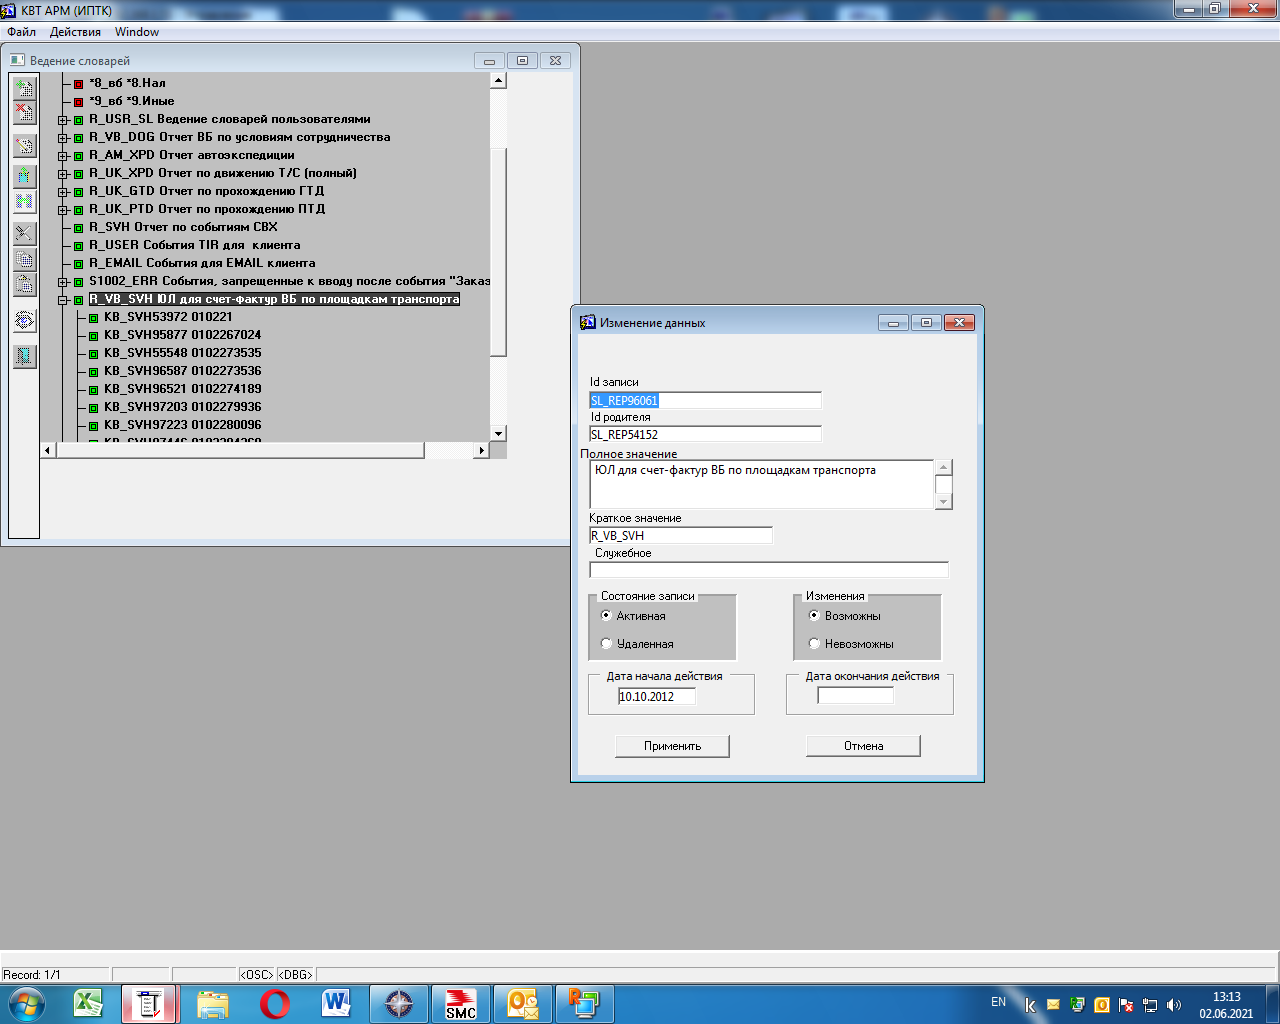 КВТ АРМ (ИПТК)
Файл Действия Window
Ведение словарей
*8_вб *8.Нал
*9_вб *9.Иные
R_USR_SL Ведение словарей пользователями
R_VB_DOG Отчет ВБ по условиям сотрудничества
R_AM_XPD Отчет автоэкспедиции
R_UK_XPD Отчет по движению Т/С (полный)
R_UK_GTD Отчет по прохождению ГТД
R_UK_PTD Отчет по прохождению ПТД
R_SVH Отчет по событиям СВХ
R_USER События TIR для клиента
R_EMAIL События для EMAIL клиента
S1002_ERR События, запрещенные к вводу после события "Заказ
R_VB_SVH ЮЛ для счет-фактур ВБ по площадкам транспорта
KB_SVH53972 010221
KB_SVH95877 0102267024
KB_SVH55548 0102273535
KB_SVH96587 0102273536
KB_SVH96521 0102274189
KB_SVH97203 0102279936
KB_SVH97223 0102280096
Изменение данных
Id записи
SL_REP96061
Id родителя
SL_REP54152
Полное значение
ЮЛ для счет-фактур ВБ по площадкам транспорта
Краткое значение
R_VB_SVH
Служебное
Состояние записи
Активная
Удаленная
Изменения
Возможны
Невозможны
Дата начала действия
10.10.2012
Дата окончания действия
Применить
Отмена
Record: 1/1
<OSC> <DBG>
SMC
EN
13:13
02.06.2021